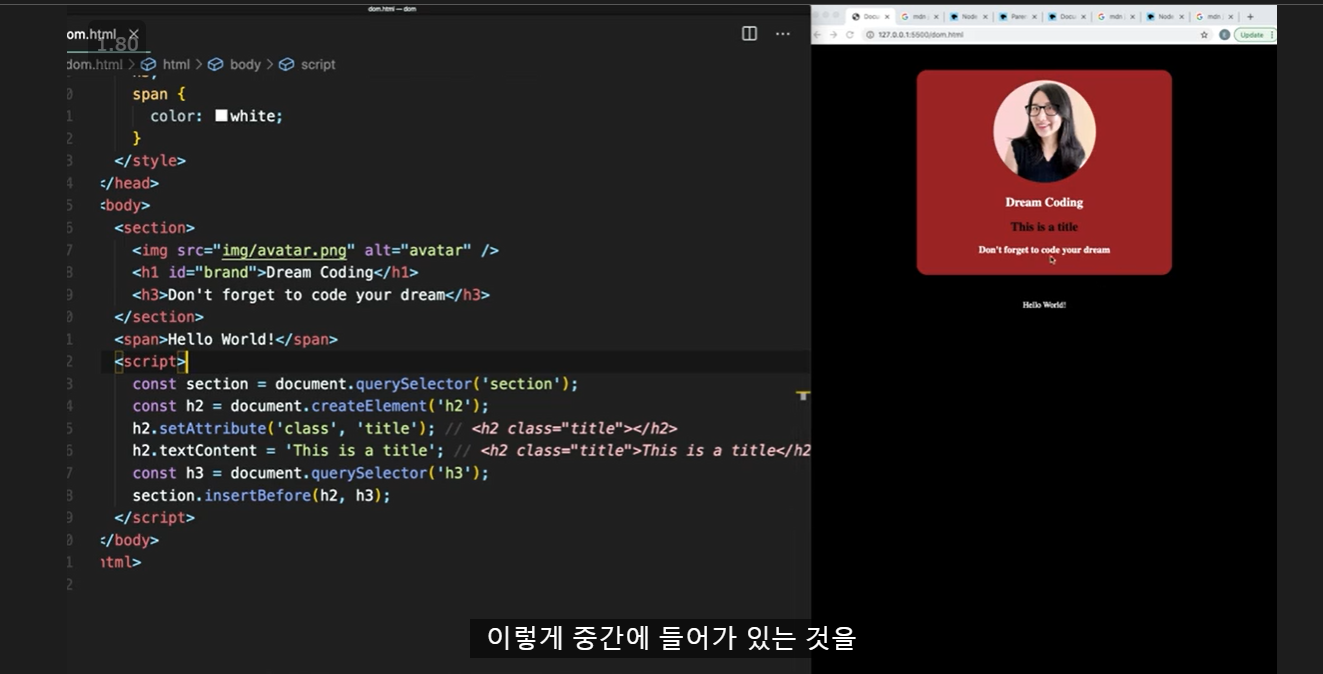 dom.html — dom
om.html
1.80
dom.html > html > body > script
span {
color: white;
}
</style>
</head>
<body>
<section>
<img src="img/avatar.png" alt="avatar" />
<h1 id="brand">Dream Coding</h1>
<h3>Don't forget to code your dream</h3>
</section>
<span>Hello World!</span>
<script>
const section = document.querySelector('section');
const h2 = document.createElement('h2');
h2.setAttribute('class', 'title'); // <h2 class="title"></h2>
h2.textContent = 'This is a title'; // <h2 class="title">This is a title</h2
const h3 = document.querySelector('h3');
section.insertBefore(h2, h3);
</script>
</body>
html>
Docu mdn Node Paren Docu mdn Node mdn
127.0.0.1:5500/dom.html Update
Dream Coding
This is a title
Don't forget to code your dream
Hello World!
이렇게 중간에 들어가 있는 것을